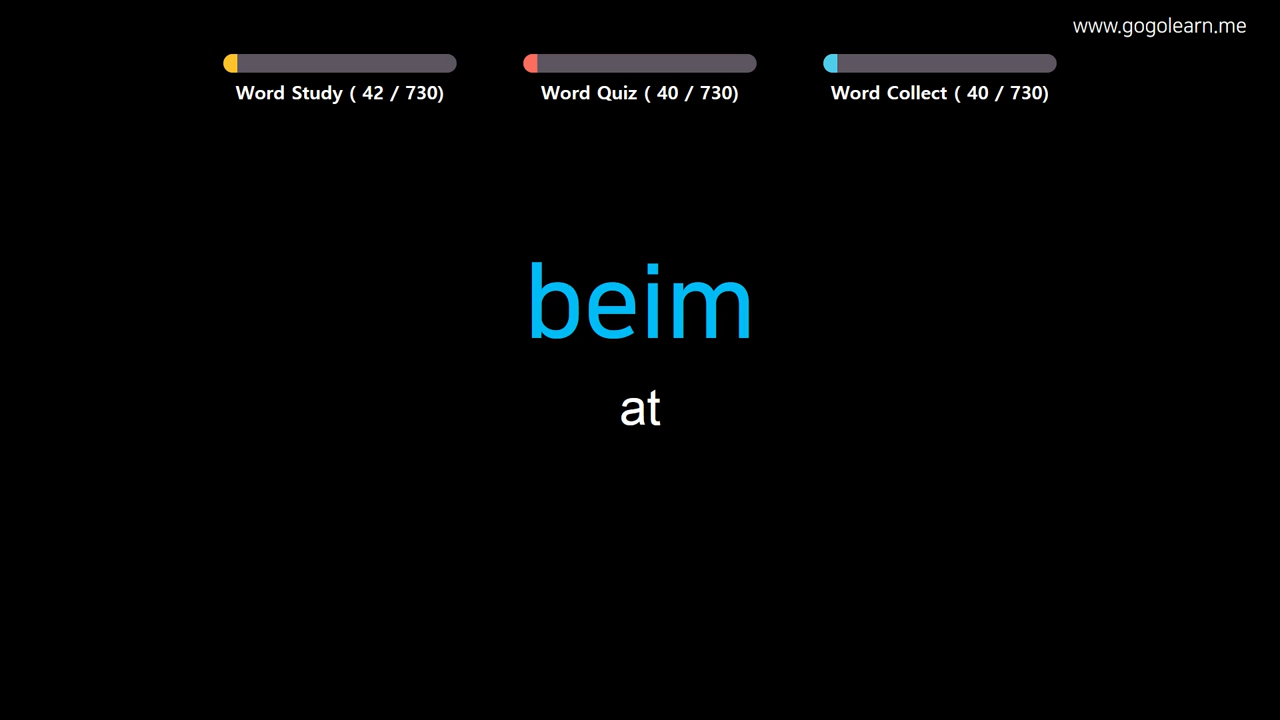 www.gogolearn.me
Word Study ( 42 / 730)
Word Quiz ( 40 / 730)
Word Collect ( 40 / 730)
beim
at